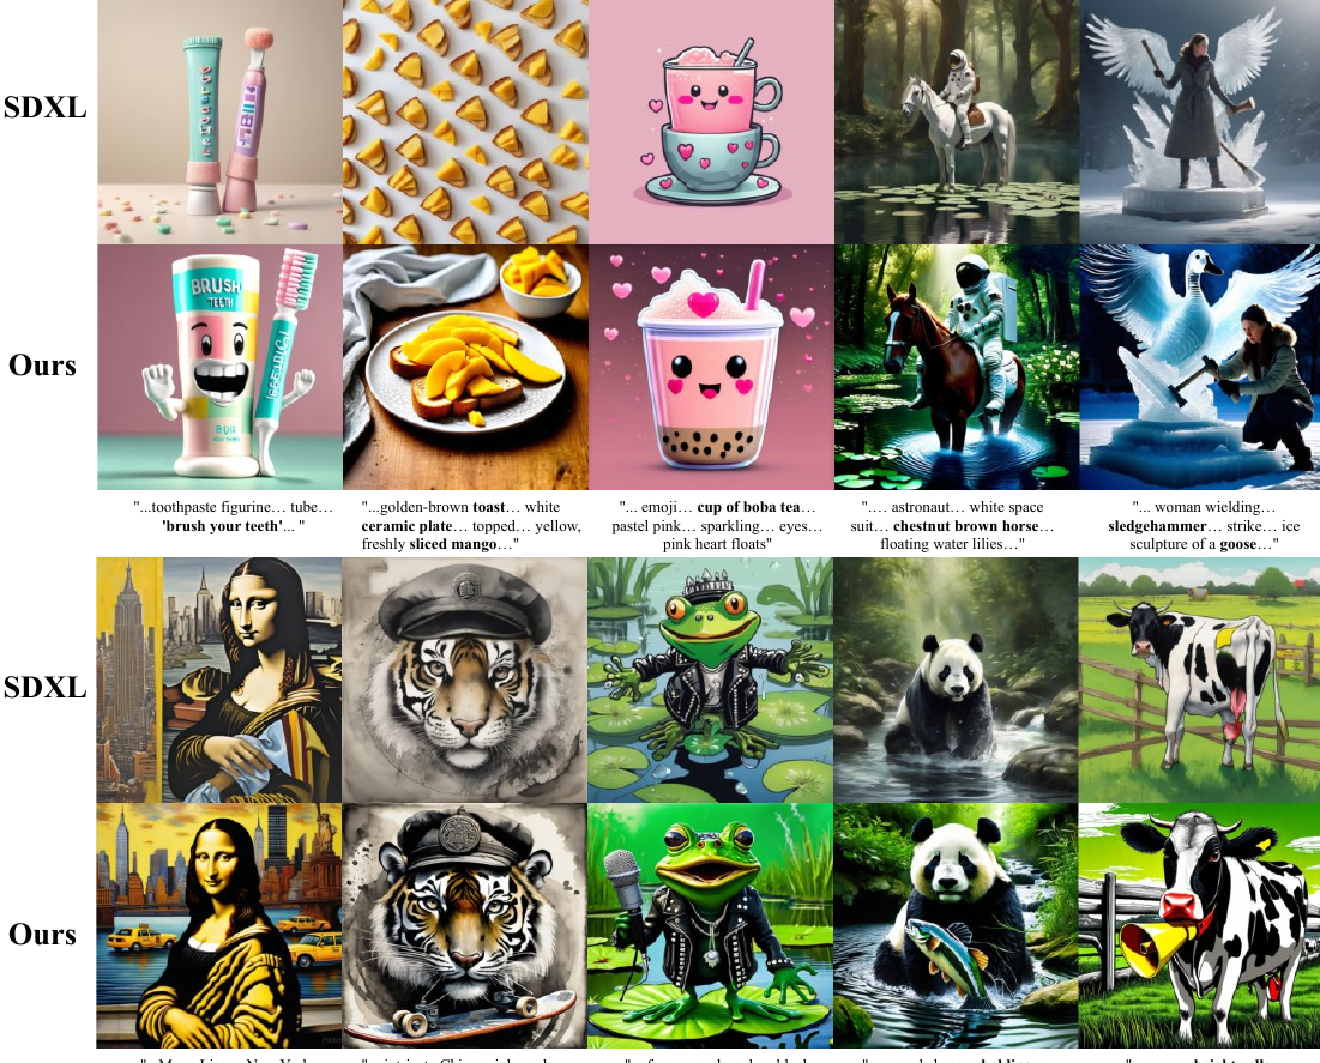 SDXL
BRUSH
TEETH
Ours
"...toothpaste figurine... tube...
'brush your teeth'... "
"...golden-brown toast... white
ceramic plate... topped... yellow,
freshly sliced mango..."
"... emoji... cup of boba tea...
pastel pink... sparkling... eyes...
pink heart floats"
".... astronaut... white space
suit... chestnut brown horse...
floating water lilies..."
"... woman wielding...
sledgehammer... strike... ice
sculpture of a goose..."
SDXL
Ours